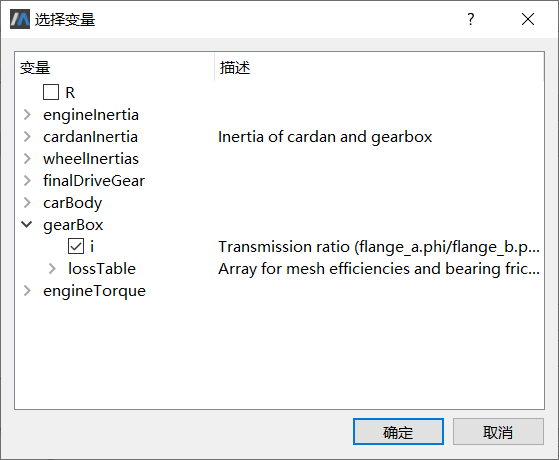 选择变量
变量 描述
R
engineInertia
cardanInertia Inertia of cardan and gearbox
wheelInertias
finalDriveGear
carBody
gearBox
i Transmission ratio (flange_a.phi/flange_b.p...
lossTable Array for mesh efficiencies and bearing fric...
engineTorque
确定 取消